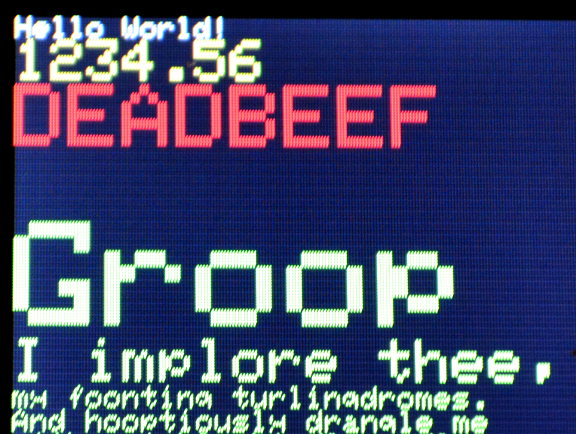 Hello World!
1234.56
DEADBEEF
Groop
I implore thee,
my foonting turlingdromes.
And hooptiously drangle me